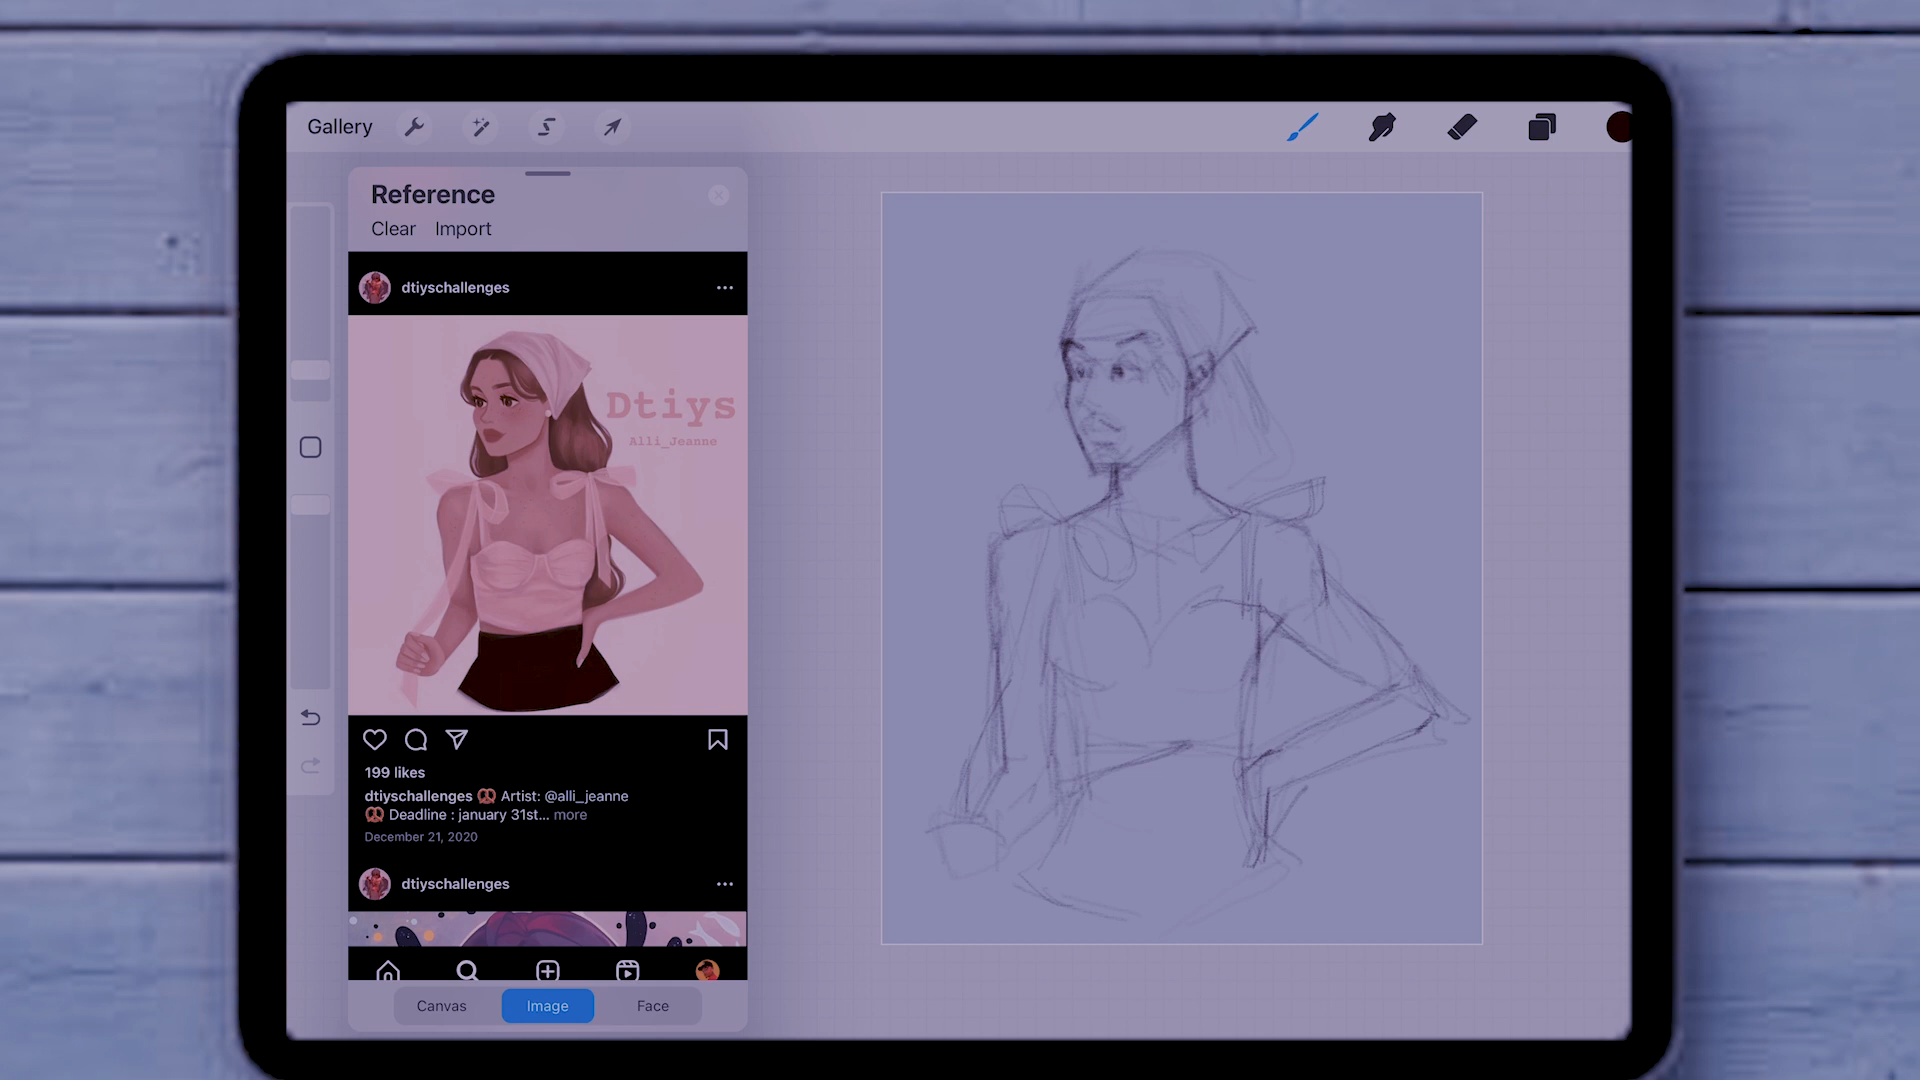 Gallery
Reference
Clear Import
dtiyschallenges
Dtiys
Alli_Jeanne
199 likes
dtiyschallenges 🥨 Artist: @alli_jeanne
🥨 Deadline : january 31st... more
December 21, 2020
dtiyschallenges
Canvas Image Face